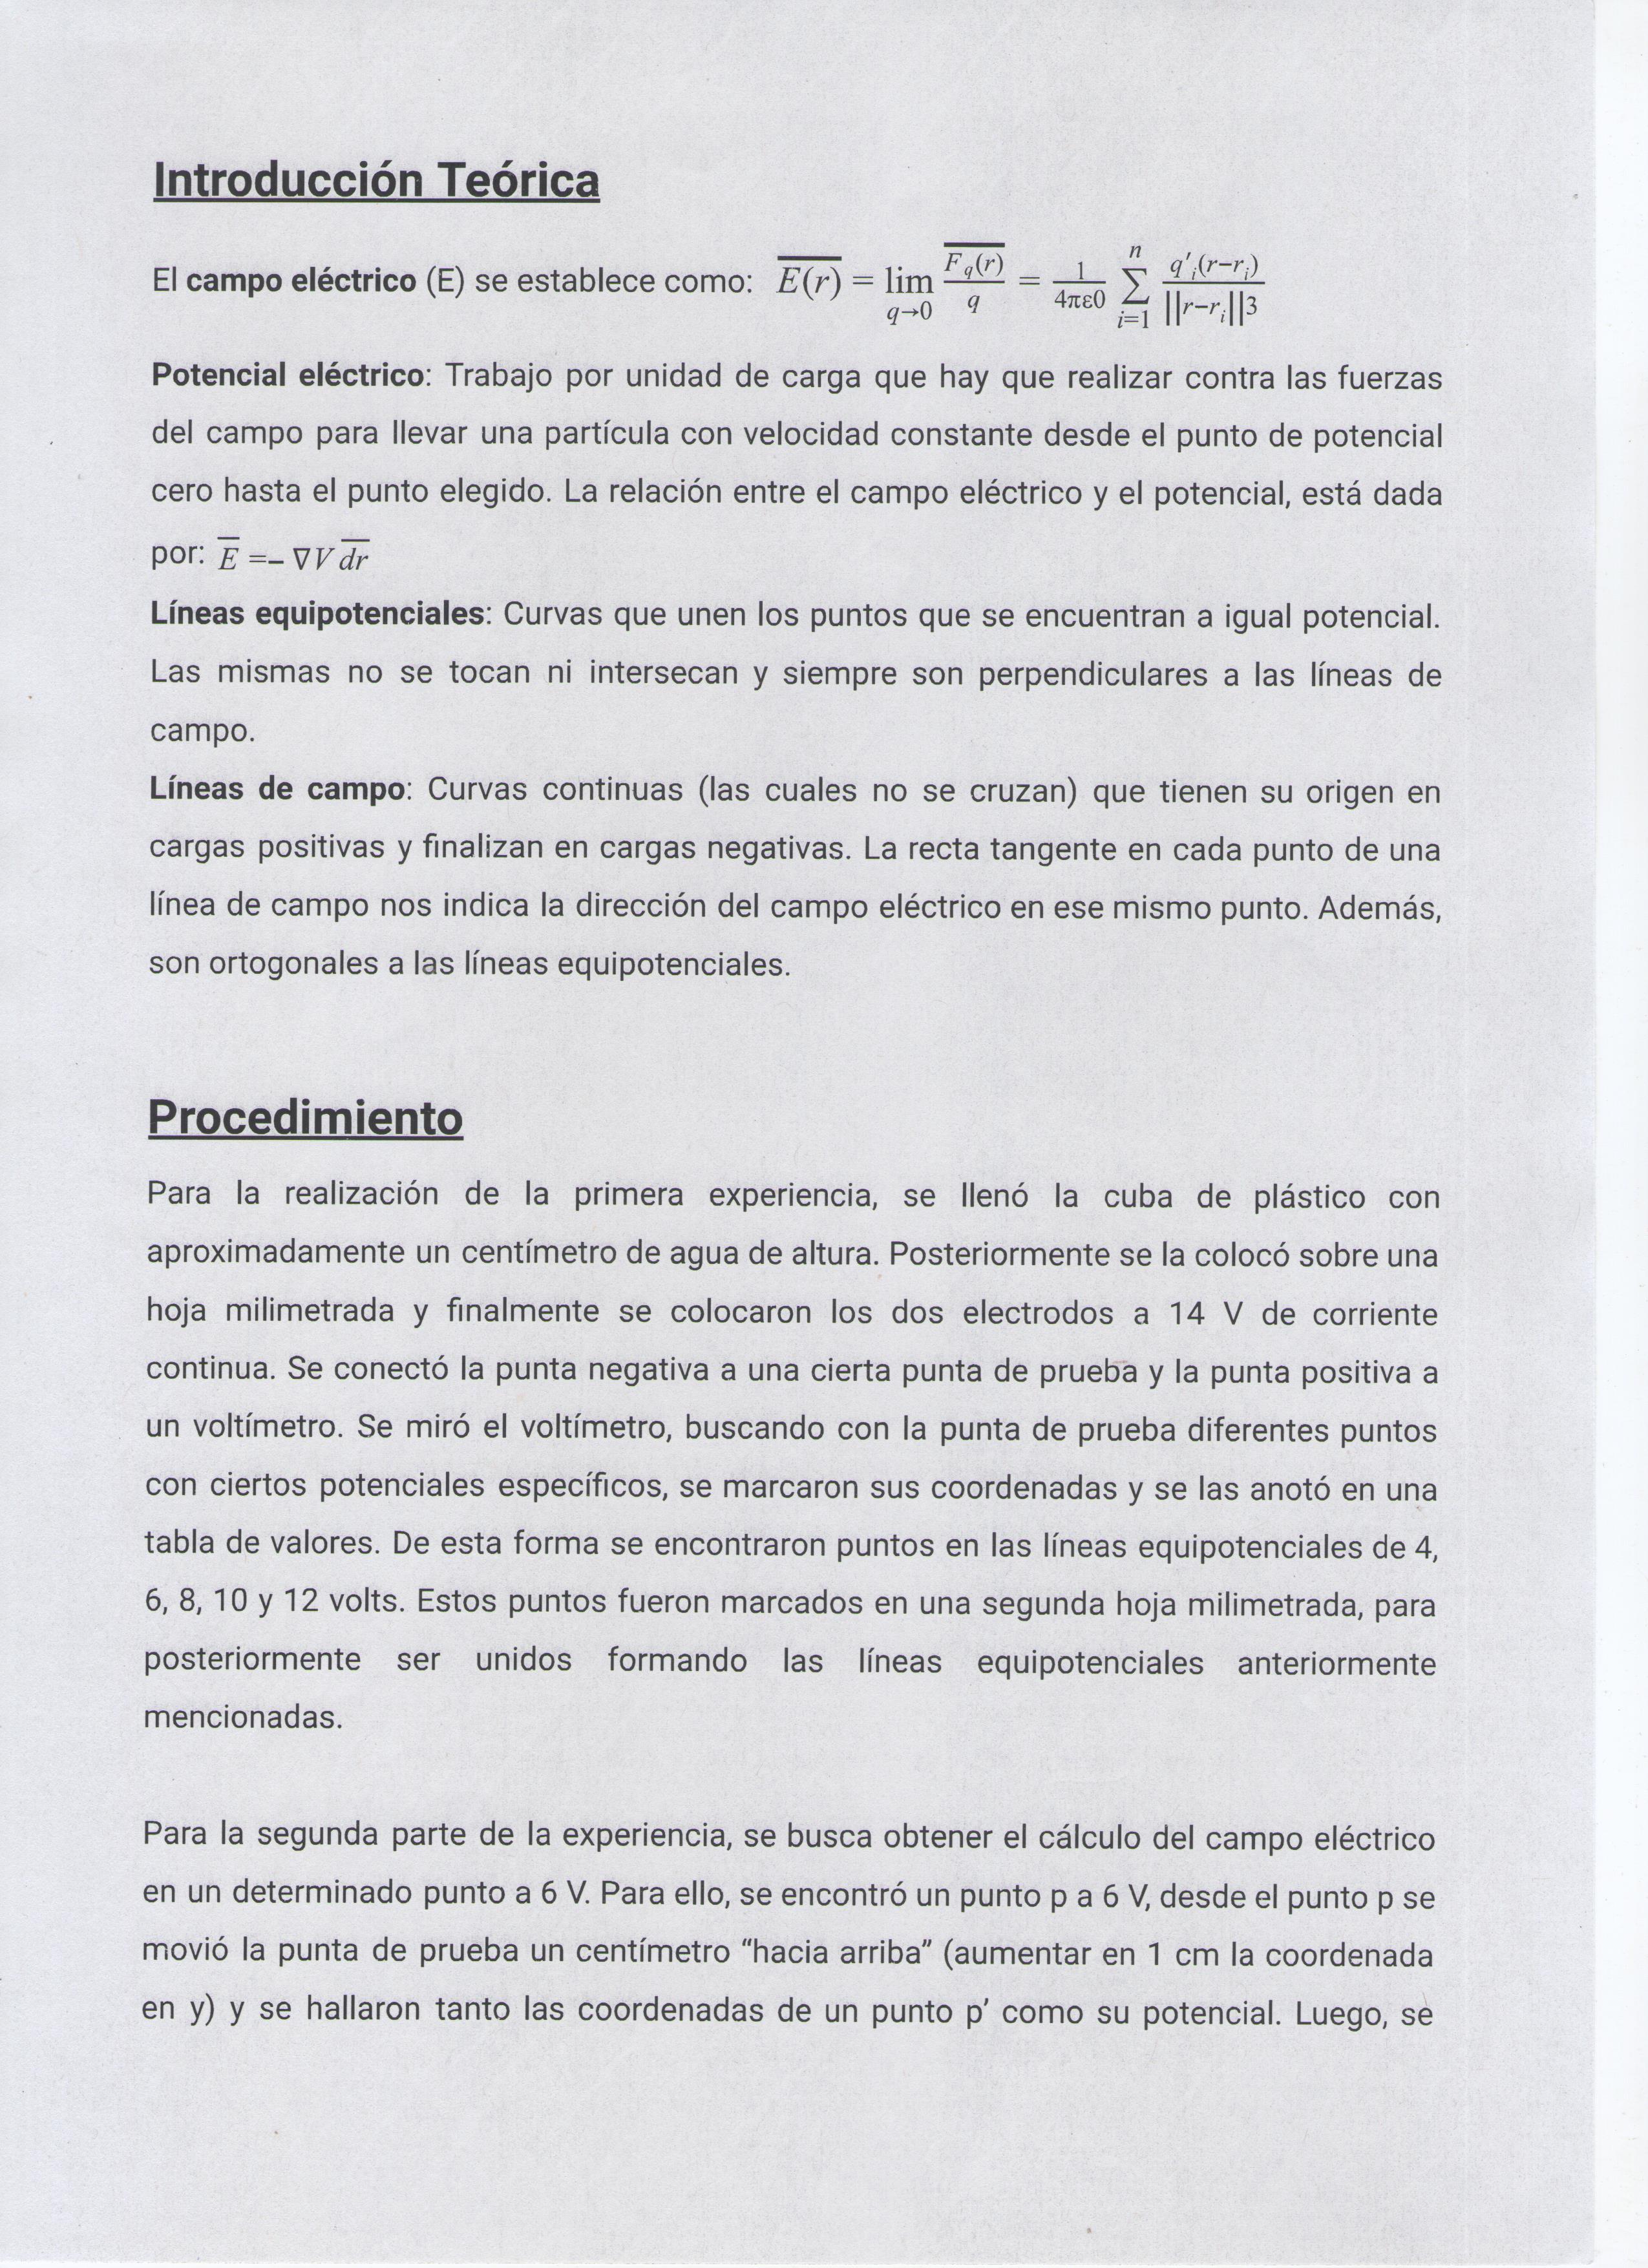 Introducción Teórica
El campo eléctrico (E) se establece como: $\overline{E(r)} = \lim_{q \to 0} \frac{\overline{F_q(r)}}{q} = \frac{1}{4\pi\varepsilon 0} \sum_{i=1}^{n} \frac{q'_i(r-r_i)}{||r-r_i||3}$
Potencial eléctrico: Trabajo por unidad de carga que hay que realizar contra las fuerzas
del campo para llevar una partícula con velocidad constante desde el punto de potencial
cero hasta el punto elegido. La relación entre el campo eléctrico y el potencial, está dada
por: $\overline{E} = - \nabla V \overline{dr}$
Líneas equipotenciales: Curvas que unen los puntos que se encuentran a igual potencial.
Las mismas no se tocan ni intersecan y siempre son perpendiculares a las líneas de
campo.
Líneas de campo: Curvas continuas (las cuales no se cruzan) que tienen su origen en
cargas positivas y finalizan en cargas negativas. La recta tangente en cada punto de una
línea de campo nos indica la dirección del campo eléctrico en ese mismo punto. Además,
son ortogonales a las líneas equipotenciales.
Procedimiento
Para la realización de la primera experiencia, se llenó la cuba de plástico con
aproximadamente un centímetro de agua de altura. Posteriormente se la colocó sobre una
hoja milimetrada y finalmente se colocaron los dos electrodos a 14 V de corriente
continua. Se conectó la punta negativa a una cierta punta de prueba y la punta positiva a
un voltímetro. Se miró el voltímetro, buscando con la punta de prueba diferentes puntos
con ciertos potenciales específicos, se marcaron sus coordenadas y se las anotó en una
tabla de valores. De esta forma se encontraron puntos en las líneas equipotenciales de 4,
6, 8, 10 y 12 volts. Estos puntos fueron marcados en una segunda hoja milimetrada, para
posteriormente ser unidos formando las líneas equipotenciales anteriormente
mencionadas.
Para la segunda parte de la experiencia, se busca obtener el cálculo del campo eléctrico
en un determinado punto a 6 V. Para ello, se encontró un punto p a 6 V, desde el punto p se
movió la punta de prueba un centímetro “hacia arriba” (aumentar en 1 cm la coordenada
en y) y se hallaron tanto las coordenadas de un punto p’ como su potencial. Luego, se